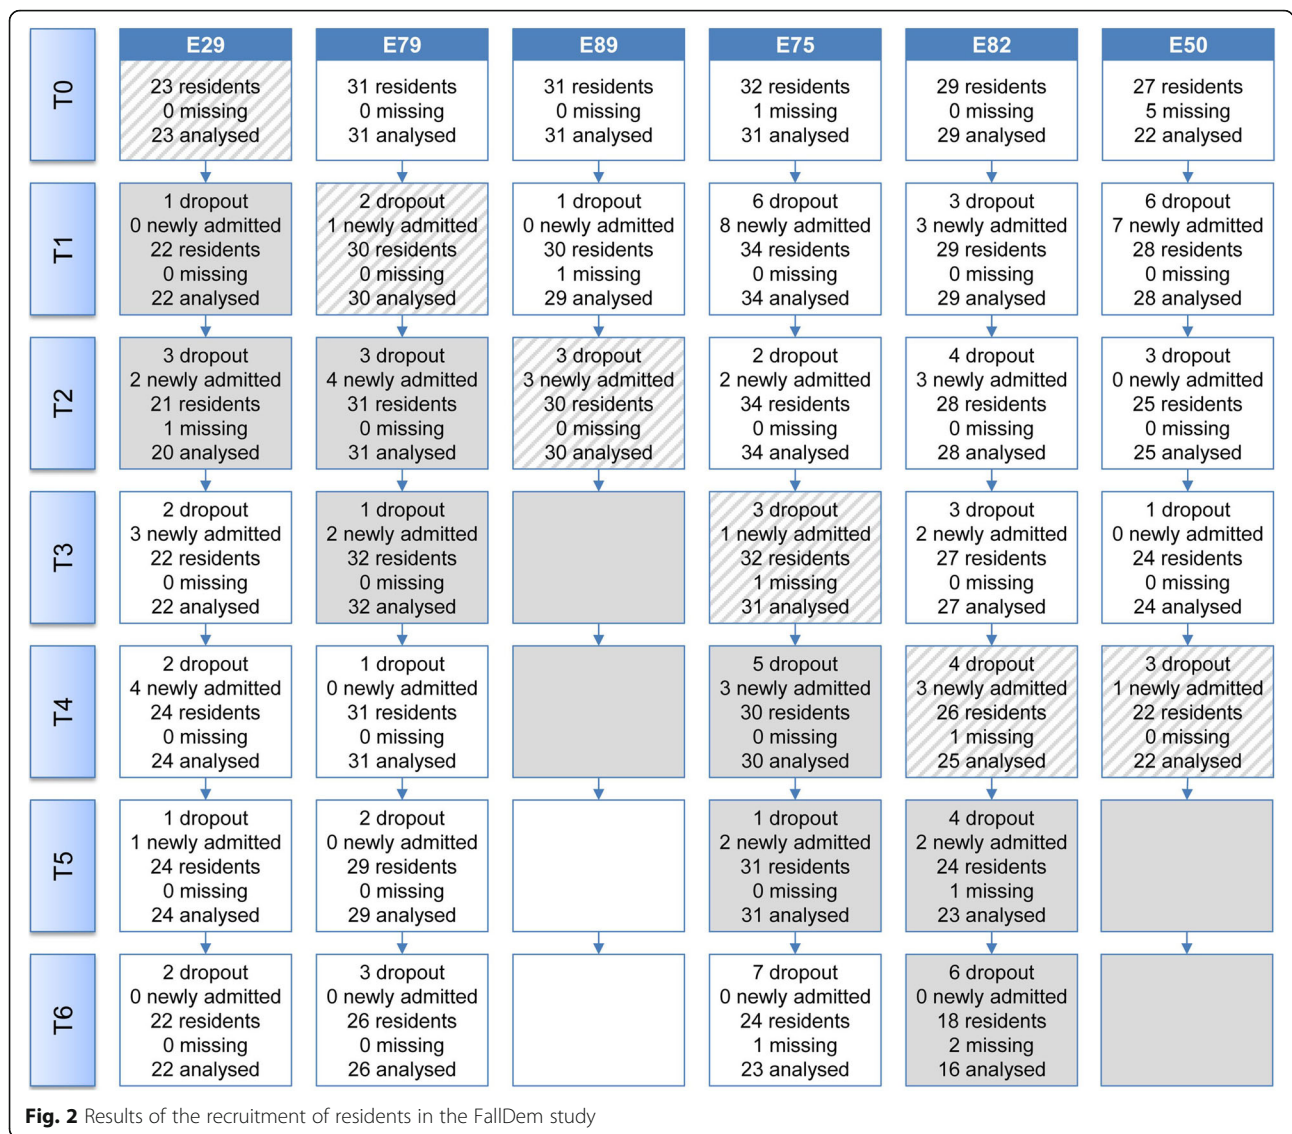 E29
E79
E89
E75
E82
E50
T0
23 residents
0 missing
23 analysed
31 residents
0 missing
31 analysed
31 residents
0 missing
31 analysed
32 residents
1 missing
31 analysed
29 residents
0 missing
29 analysed
27 residents
5 missing
22 analysed
T1
1 dropout
0 newly admitted
22 residents
0 missing
22 analysed
2 dropout
1 newly admitted
30 residents
0 missing
30 analysed
1 dropout
0 newly admitted
30 residents
1 missing
29 analysed
6 dropout
8 newly admitted
34 residents
0 missing
34 analysed
3 dropout
3 newly admitted
29 residents
0 missing
29 analysed
6 dropout
7 newly admitted
28 residents
0 missing
28 analysed
T2
3 dropout
2 newly admitted
21 residents
1 missing
20 analysed
3 dropout
4 newly admitted
31 residents
0 missing
31 analysed
3 dropout
3 newly admitted
30 residents
0 missing
30 analysed
2 dropout
2 newly admitted
34 residents
0 missing
34 analysed
4 dropout
3 newly admitted
28 residents
0 missing
28 analysed
3 dropout
0 newly admitted
25 residents
0 missing
25 analysed
T3
2 dropout
3 newly admitted
22 residents
0 missing
22 analysed
1 dropout
2 newly admitted
32 residents
0 missing
32 analysed
3 dropout
1 newly admitted
32 residents
1 missing
31 analysed
3 dropout
2 newly admitted
27 residents
0 missing
27 analysed
1 dropout
0 newly admitted
24 residents
0 missing
24 analysed
T4
2 dropout
4 newly admitted
24 residents
0 missing
24 analysed
1 dropout
0 newly admitted
31 residents
0 missing
31 analysed
5 dropout
3 newly admitted
30 residents
0 missing
30 analysed
4 dropout
3 newly admitted
26 residents
1 missing
25 analysed
3 dropout
1 newly admitted
22 residents
0 missing
22 analysed
T5
1 dropout
1 newly admitted
24 residents
0 missing
24 analysed
2 dropout
0 newly admitted
29 residents
0 missing
29 analysed
1 dropout
2 newly admitted
31 residents
0 missing
31 analysed
4 dropout
2 newly admitted
24 residents
1 missing
23 analysed
T6
2 dropout
0 newly admitted
22 residents
0 missing
22 analysed
3 dropout
0 newly admitted
26 residents
0 missing
26 analysed
7 dropout
0 newly admitted
24 residents
1 missing
23 analysed
6 dropout
0 newly admitted
18 residents
2 missing
16 analysed
Fig. 2 Results of the recruitment of residents in the FallDem study